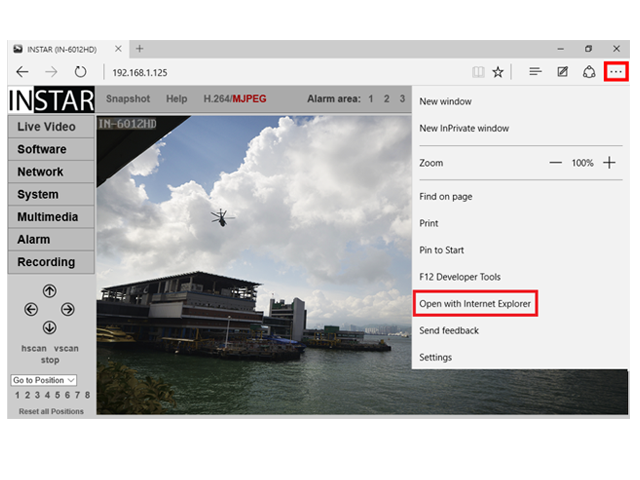 INSTAR (IN-6012HD)
192.168.1.125
INSTAR
Snapshot Help H.264/MJPEG Alarm area: 1 2 3
Live Video
Software
Network
System
Multimedia
Alarm
Recording
hscan vscan
stop
Go to Position
1 2 3 4 5 6 7 8
Reset all Positions
IN-6012HD
New window
New InPrivate window
Zoom 100%
Find on page
Print
Pin to Start
F12 Developer Tools
Open with Internet Explorer
Send feedback
Settings